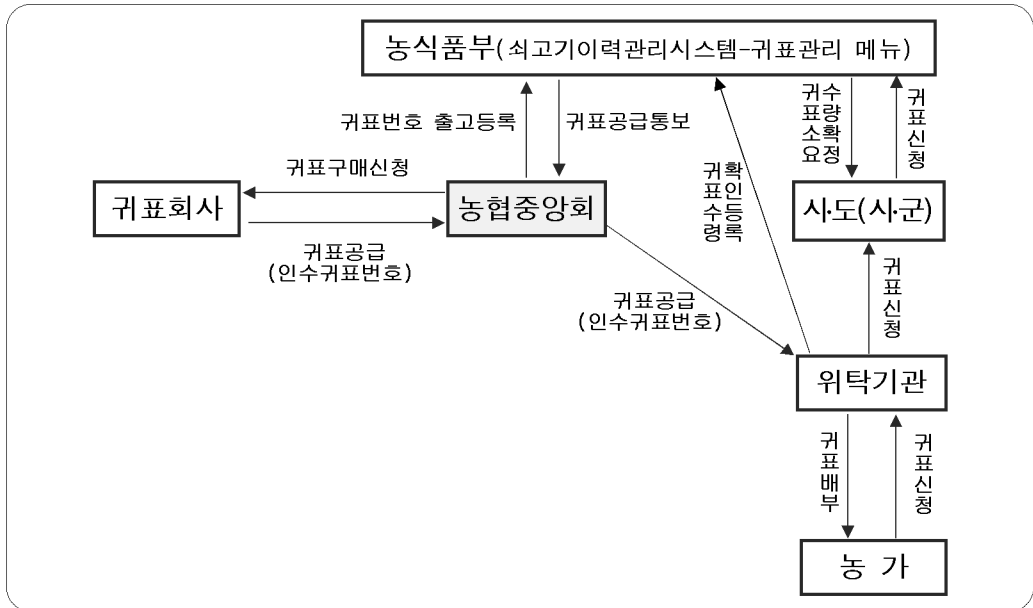 농식품부(쇠고기이력관리시스템-귀표관리 메뉴)
귀표번호 출고등록
귀표공급통보
귀표소요
수량확정
귀표신청
귀표구매신청
귀표수령
확인등록
귀표회사
농협중앙회
시·도(시·군)
귀표공급
(인수귀표번호)
귀표신청
귀표공급
(인수귀표번호)
위탁기관
귀표배부
귀표신청
농 가